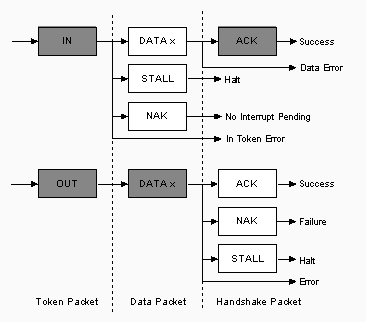 IN DATA x ACK Success
Data Error
STALL Halt
NAK No Interrupt Pending
In Token Error
OUT DATA x ACK Success
NAK Failure
STALL Halt
Error
Token Packet Data Packet Handshake Packet